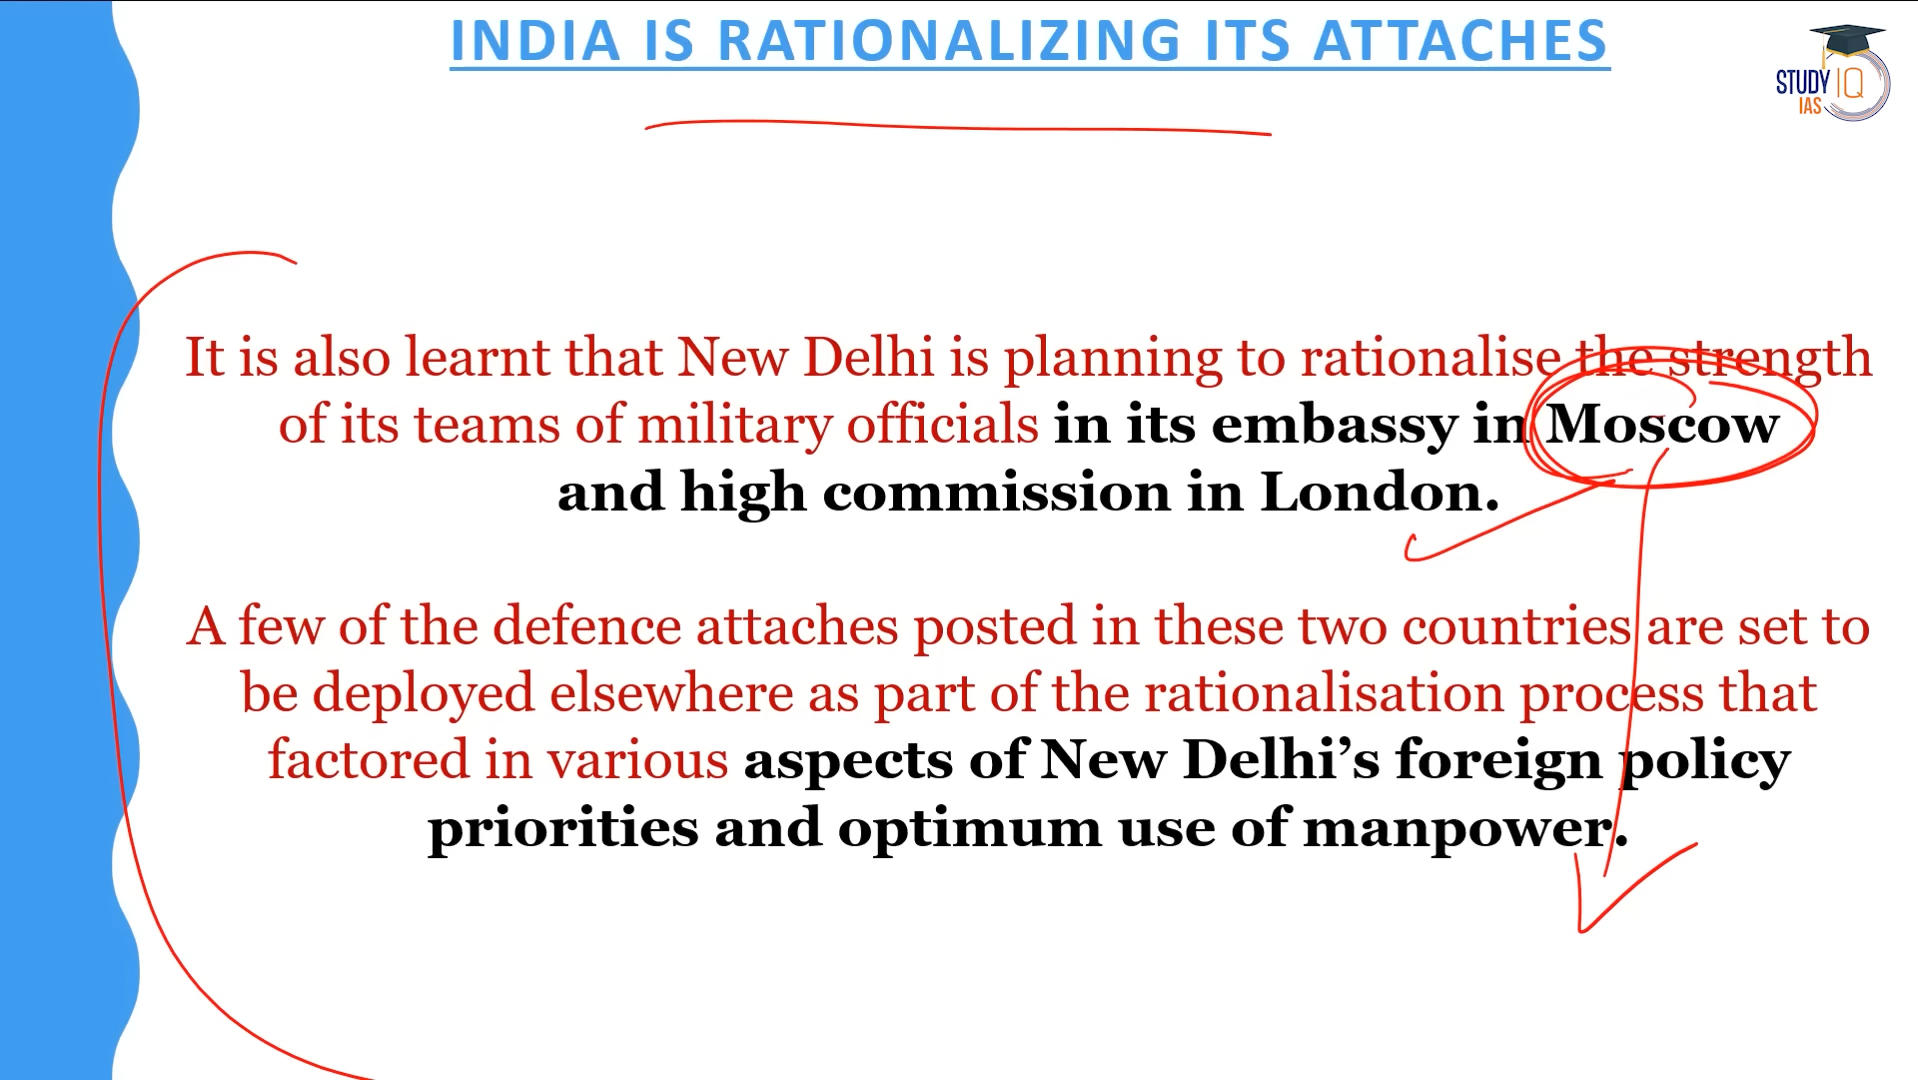 INDIA IS RATIONALIZING ITS ATTACHES
STUDY IQ
IAS
It is also learnt that New Delhi is planning to rationalise the strength
of its teams of military officials in its embassy in Moscow
and high commission in London.
A few of the defence attaches posted in these two countries are set to
be deployed elsewhere as part of the rationalisation process that
factored in various aspects of New Delhi’s foreign policy
priorities and optimum use of manpower.